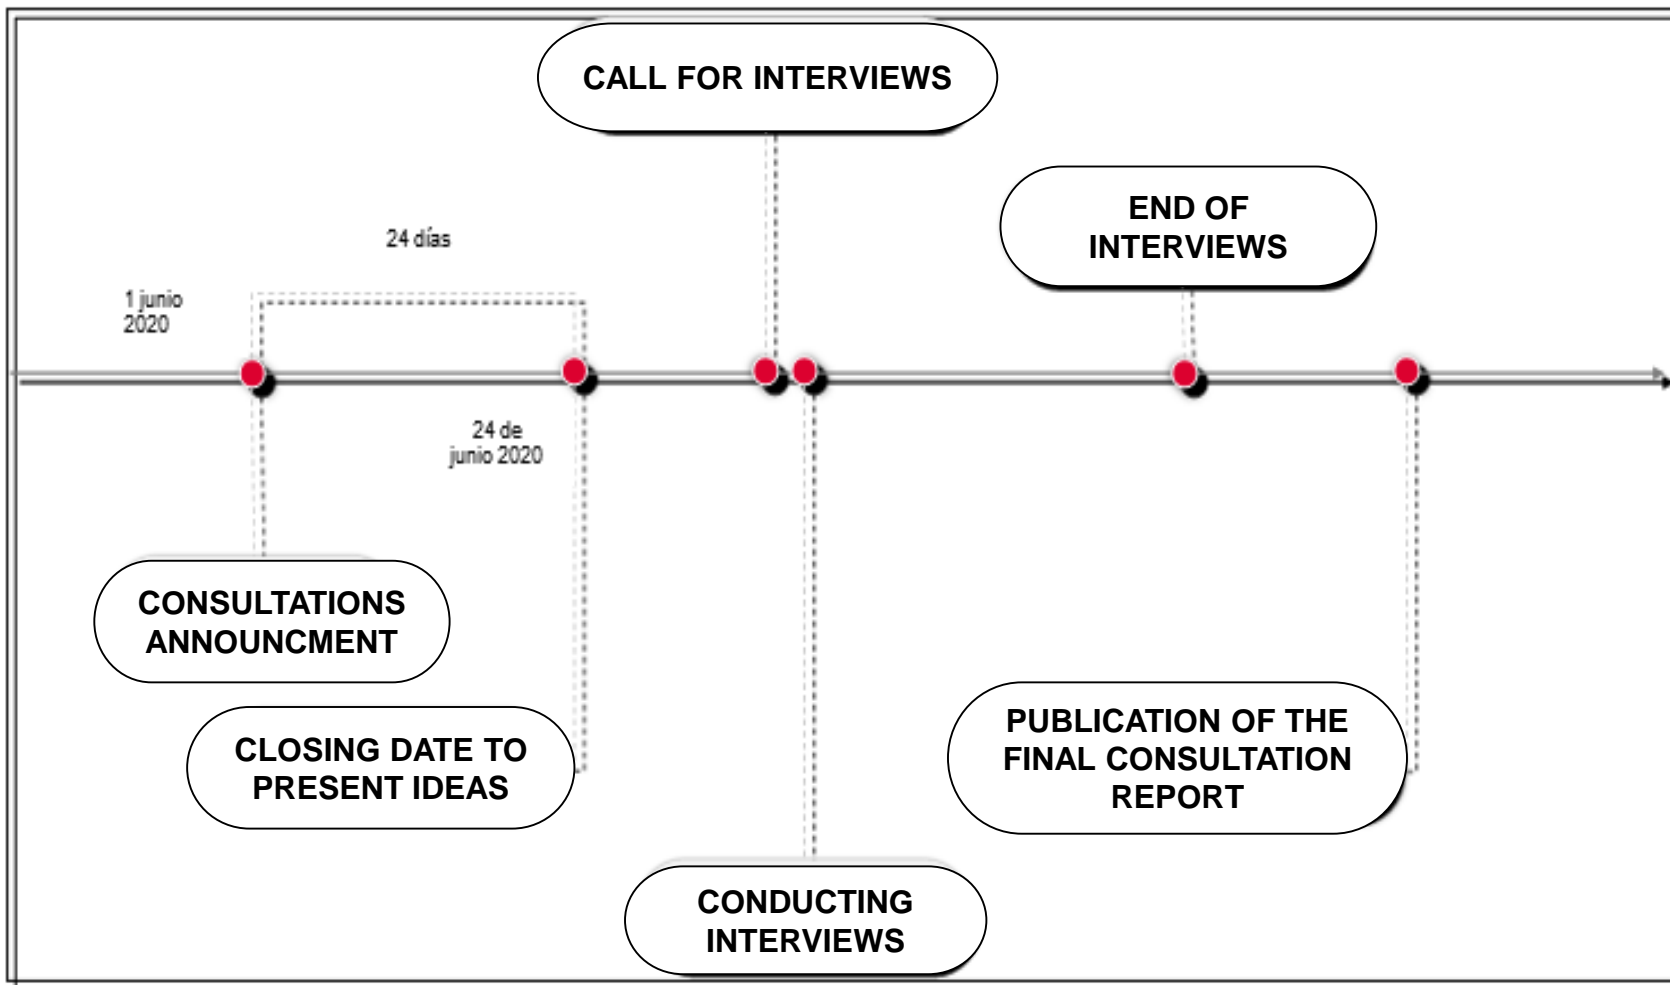 CALL FOR INTERVIEWS
END OF
INTERVIEWS
24 días
1 junio
2020
24 de
junio 2020
CONSULTATIONS
ANNOUNCMENT
CLOSING DATE TO
PRESENT IDEAS
PUBLICATION OF THE
FINAL CONSULTATION
REPORT
CONDUCTING
INTERVIEWS